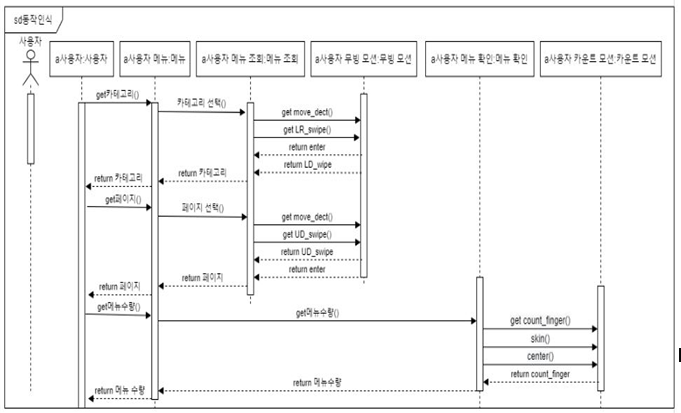 sd동작인식
사용자
a사용자:사용자
a사용자 메뉴:메뉴
a사용자 메뉴 조회:메뉴 조회
a사용자 무빙 모션:무빙 모션
a사용자 메뉴 확인:메뉴 확인
a사용자 카운트 모션:카운트 모션
get카테고리()
카테고리 선택()
get move_dect()
get LR_swipe()
return enter
return LD_wipe
return 카테고리
return 카테고리
get페이지()
페이지 선택()
get move_dect()
get UD_swipe()
return UD_swipe
return enter
return 페이지
return 페이지
get메뉴수량()
get메뉴수량()
get count_finger()
skin()
center()
return count_finger
return 메뉴수량
return 메뉴 수량